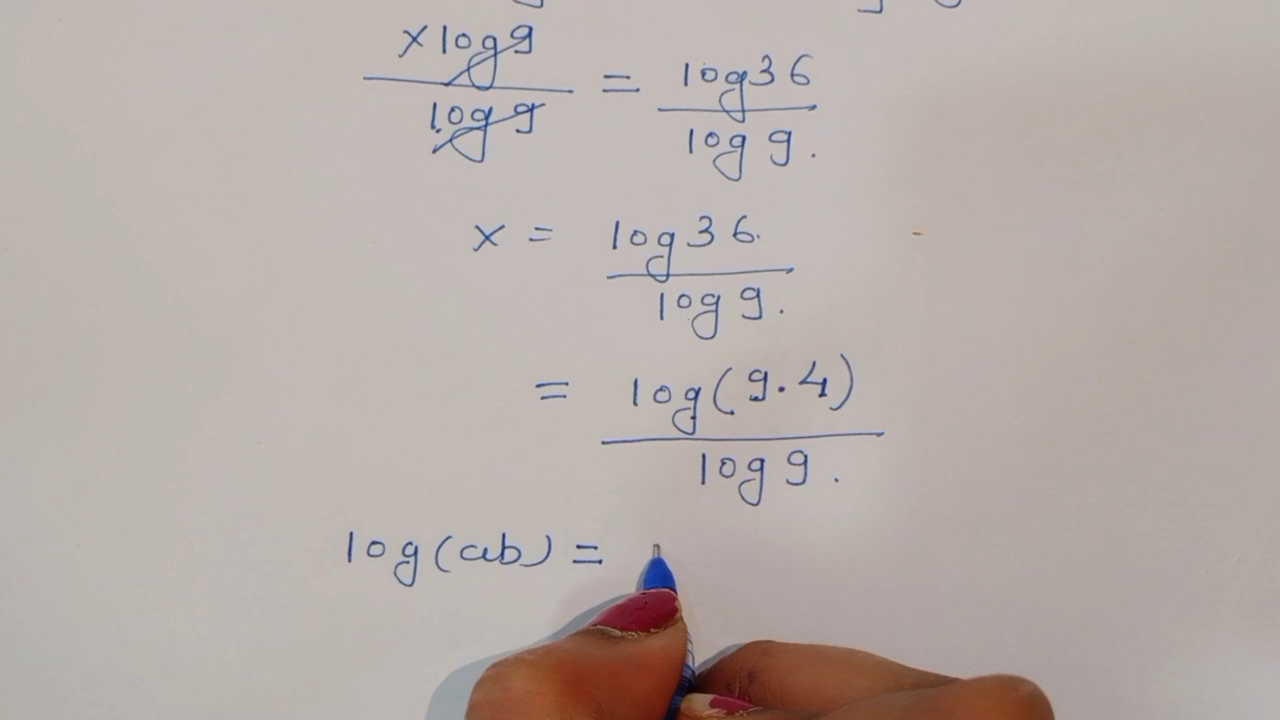 x log 9 / log 9 = log 36 / log 9.
x = log 36. / log 9.
= log(9.4) / log 9.
log(ab) =